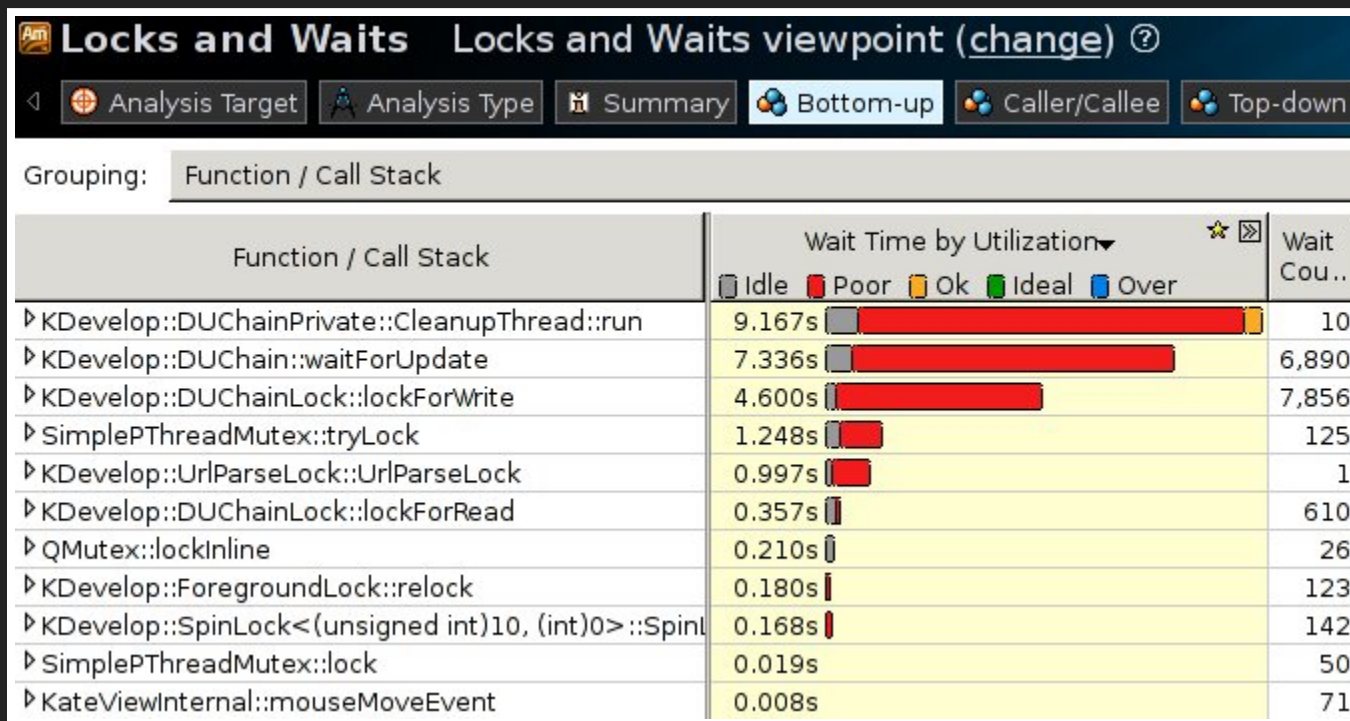 Am Locks and Waits Locks and Waits viewpoint (change) ?
Analysis Target Analysis Type Summary Bottom-up Caller/Callee Top-down
Grouping: Function / Call Stack
Function / Call Stack Wait Time by Utilization Wait Cou..
Idle Poor Ok Ideal Over
KDevelop::DUChainPrivate::CleanupThread::run 9.167s 10
KDevelop::DUChain::waitForUpdate 7.336s 6,890
KDevelop::DUChainLock::lockForWrite 4.600s 7,856
SimplePThreadMutex::tryLock 1.248s 125
KDevelop::UrlParseLock::UrlParseLock 0.997s 1
KDevelop::DUChainLock::lockForRead 0.357s 610
QMutex::lockInline 0.210s 26
KDevelop::ForegroundLock::relock 0.180s 123
KDevelop::SpinLock<(unsigned int)10, (int)0>::SpinL 0.168s 142
SimplePThreadMutex::lock 0.019s 50
KateViewInternal::mouseMoveEvent 0.008s 71